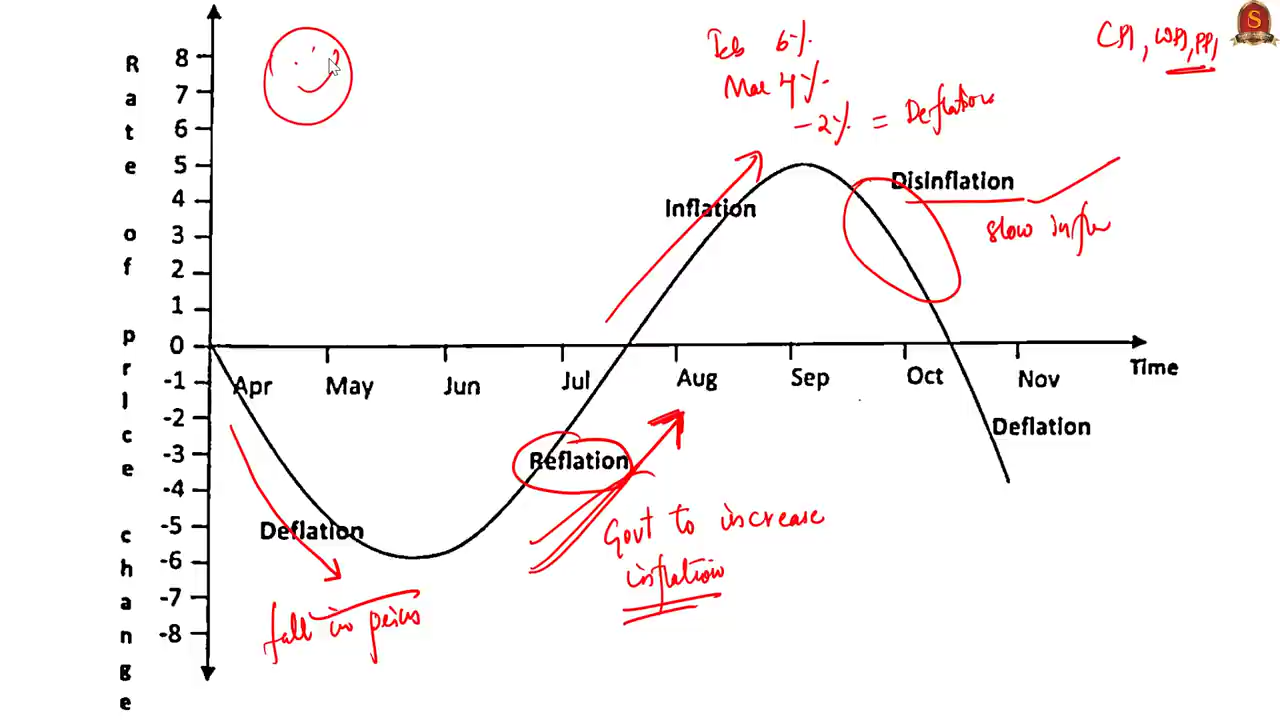 Feb 6%
Mar 4%
-2% = Deflation
CPI, WPI, PPI
S
Rate of price change
8
7
6
5
4
3
2
1
0
-1
-2
-3
-4
-5
-6
-7
-8
Inflation
Disinflation
slow
Apr
May
Jun
Jul
Aug
Sep
Oct
Nov
Time
Deflation
Reflation
Deflation
Govt to increase
inflation
fall in